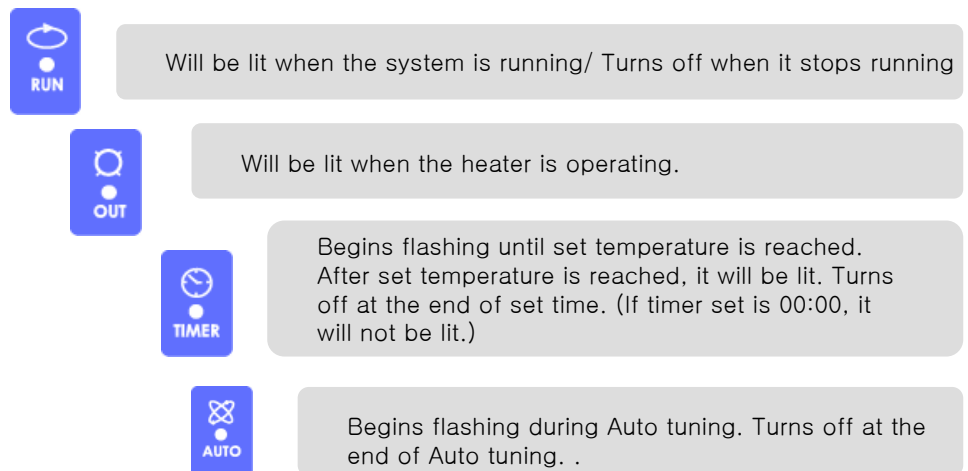 RUN
Will be lit when the system is running/ Turns off when it stops running
OUT
Will be lit when the heater is operating.
TIMER
Begins flashing until set temperature is reached.
After set temperature is reached, it will be lit. Turns
off at the end of set time. (If timer set is 00:00, it
will not be lit.)
AUTO
Begins flashing during Auto tuning. Turns off at the
end of Auto tuning. .